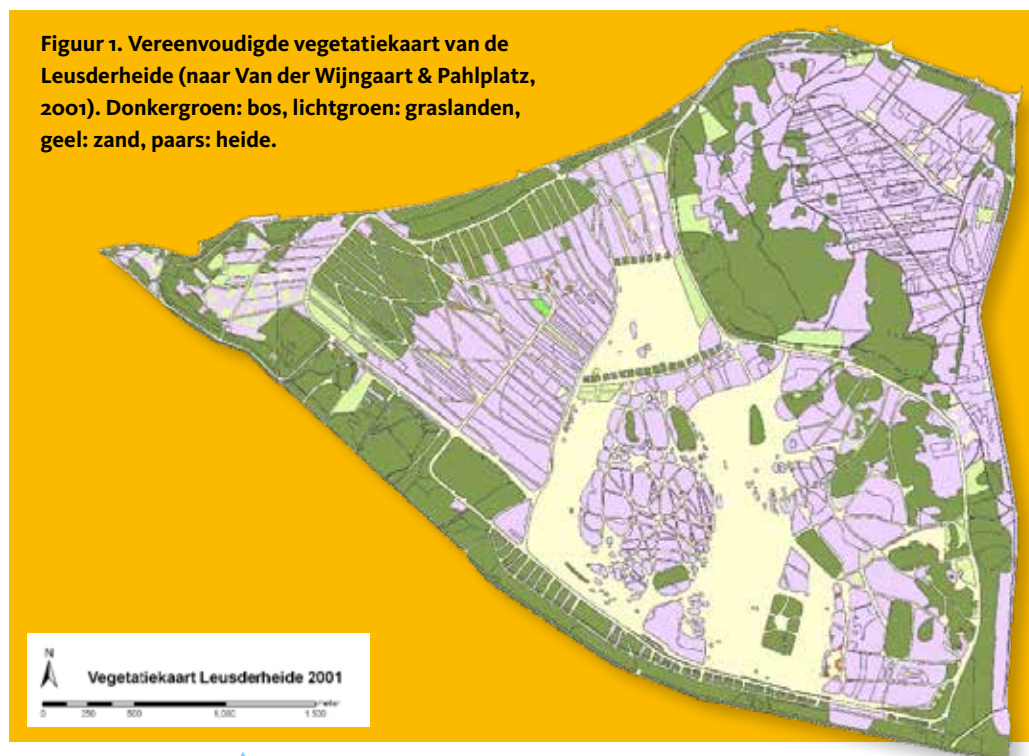 Figuur 1. Vereenvoudigde vegetatiekaart van de
Leusderheide (naar Van der Wijngaart & Pahlplatz,
2001). Donkergroen: bos, lichtgroen: graslanden,
geel: zand, paars: heide.
N
Vegetatiekaart Leusderheide 2001
meter
0 250 500 1,000 1,500